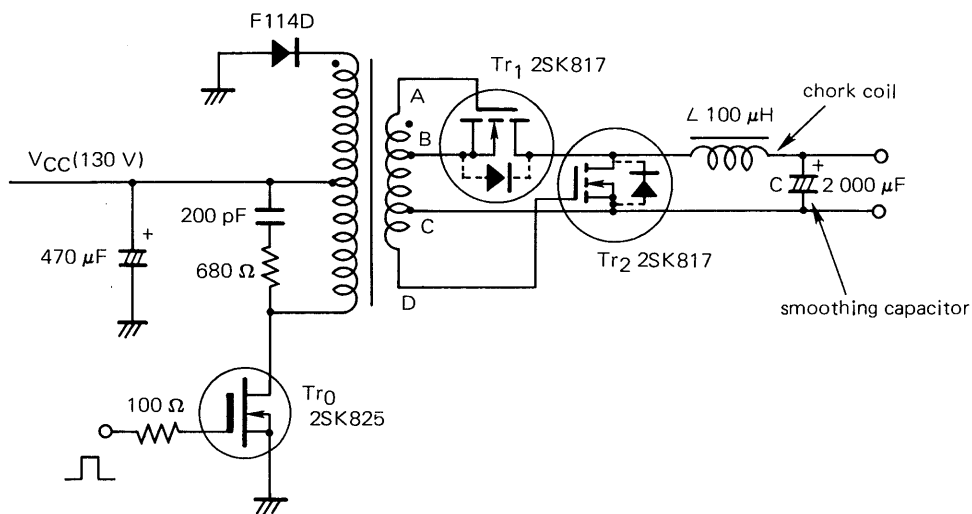 F114D
Tr1 2SK817
A
∠ 100 μH
chork coil
B
VCC(130 V)
+
C 2 000 μF
200 pF
C
+
470 μF
680 Ω
Tr2 2SK817
D
smoothing capacitor
Tr0
2SK825
100 Ω